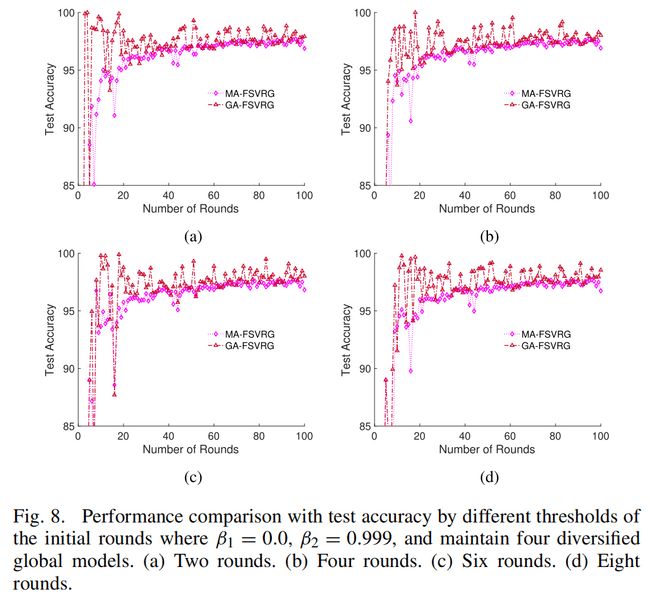 100
95
90
85
Test Accuracy
MA-FSVRG
GA-FSVRG
0 20 40 60 80 100
Number of Rounds
(a)
100
95
90
85
Test Accuracy
MA-FSVRG
GA-FSVRG
0 20 40 60 80 100
Number of Rounds
(b)
100
95
90
85
Test Accuracy
MA-FSVRG
GA-FSVRG
0 20 40 60 80 100
Number of Rounds
(c)
100
95
90
85
Test Accuracy
MA-FSVRG
GA-FSVRG
0 20 40 60 80 100
Number of Rounds
(d)
Fig. 8. Performance comparison with test accuracy by different thresholds of
the initial rounds where β₁ = 0.0, β₂ = 0.999, and maintain four diversified
global models. (a) Two rounds. (b) Four rounds. (c) Six rounds. (d) Eight
rounds.